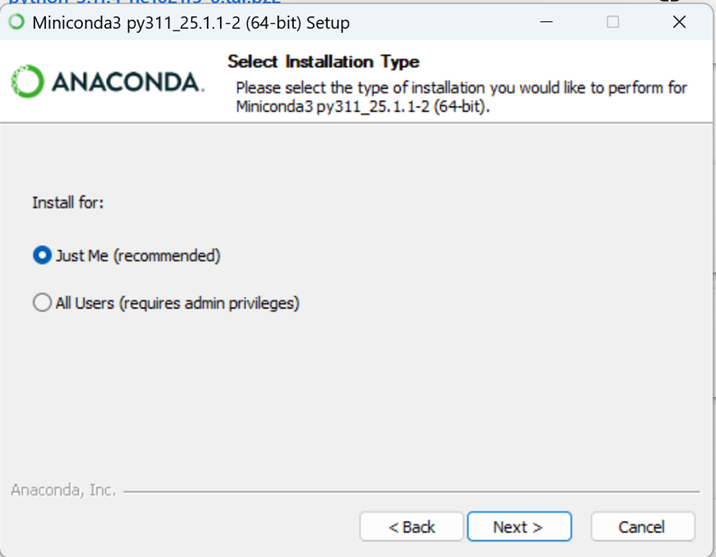 Miniconda3 py311_25.1.1-2 (64-bit) Setup
ANACONDA.
Select Installation Type
Please select the type of installation you would like to perform for
Miniconda3 py311_25.1.1-2 (64-bit).
Install for:
Just Me (recommended)
All Users (requires admin privileges)
Anaconda, Inc.
< Back
Next >
Cancel